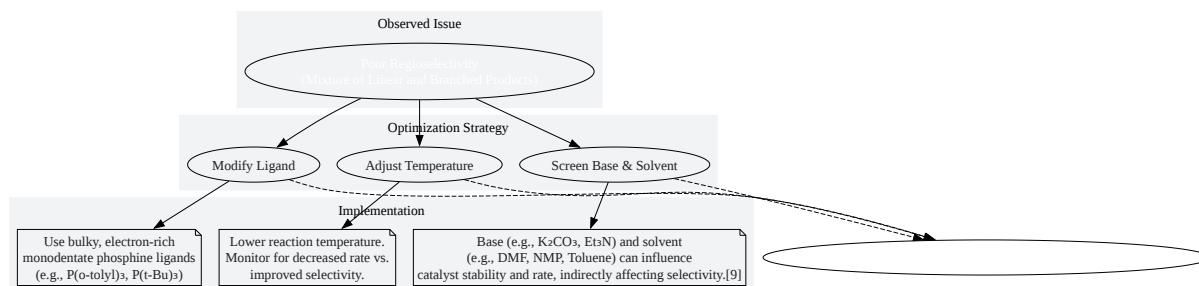 Observed Issue
Poor Regioselectivity
(Mixture of Linear and Branched Products)
Optimization Strategy
Modify Ligand
Adjust Temperature
Screen Base & Solvent
Implementation
Use bulky, electron-rich
monodentate phosphine ligands
(e.g., P(o-tolyl)₃, P(t-Bu)₃)
Lower reaction temperature.
Monitor for decreased rate vs.
improved selectivity.
Base (e.g., K₂CO₃, Et₃N) and solvent
(e.g., DMF, NMP, Toluene) can influence
catalyst stability and rate, indirectly affecting selectivity.[9]